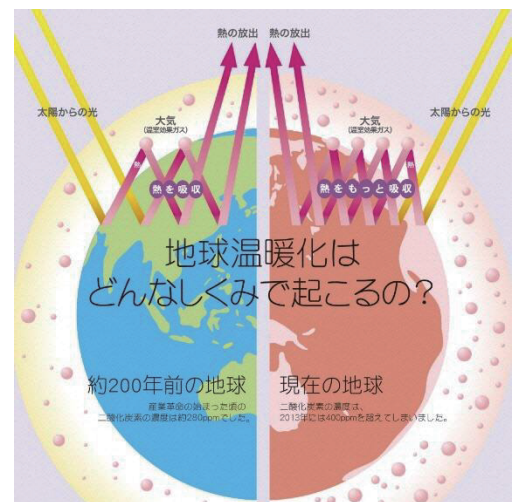 熱の放出 熱の放出
太陽からの光
大気
(温室効果ガス)
大気
(温室効果ガス)
太陽からの光
熱
熱を吸収
熱をもっと吸収
熱
地球温暖化は
どんなしくみで起こるの?
約200年前の地球
産業革命の始まった頃の
二酸化炭素の濃度は約280ppmでした。
現在の地球
二酸化炭素の濃度は、
2013年には400ppmを超えてしまいました。